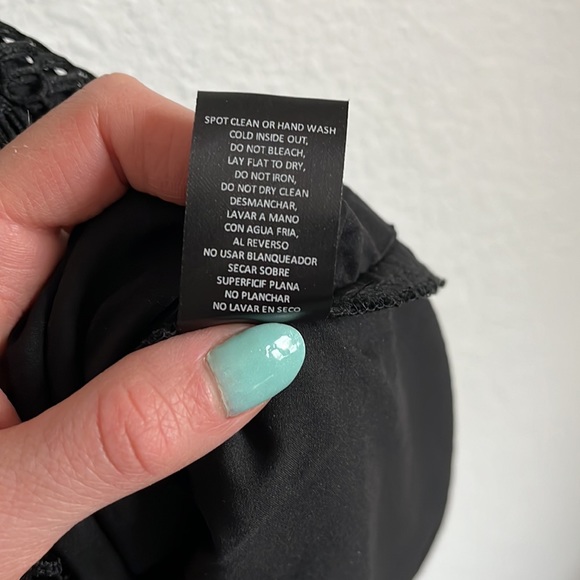 SPOT CLEAN OR HAND WASH
COLD INSIDE OUT,
DO NOT BLEACH,
LAY FLAT TO DRY,
DO NOT IRON,
DO NOT DRY CLEAN
DESMANCHAR,
LAVAR A MANO
CON AGUA FRIA,
AL REVERSO
NO USAR BLANQUEADOR
SECAR SOBRE
SUPERFICIF PLANA
NO PLANCHAR
NO LAVAR EN SECO